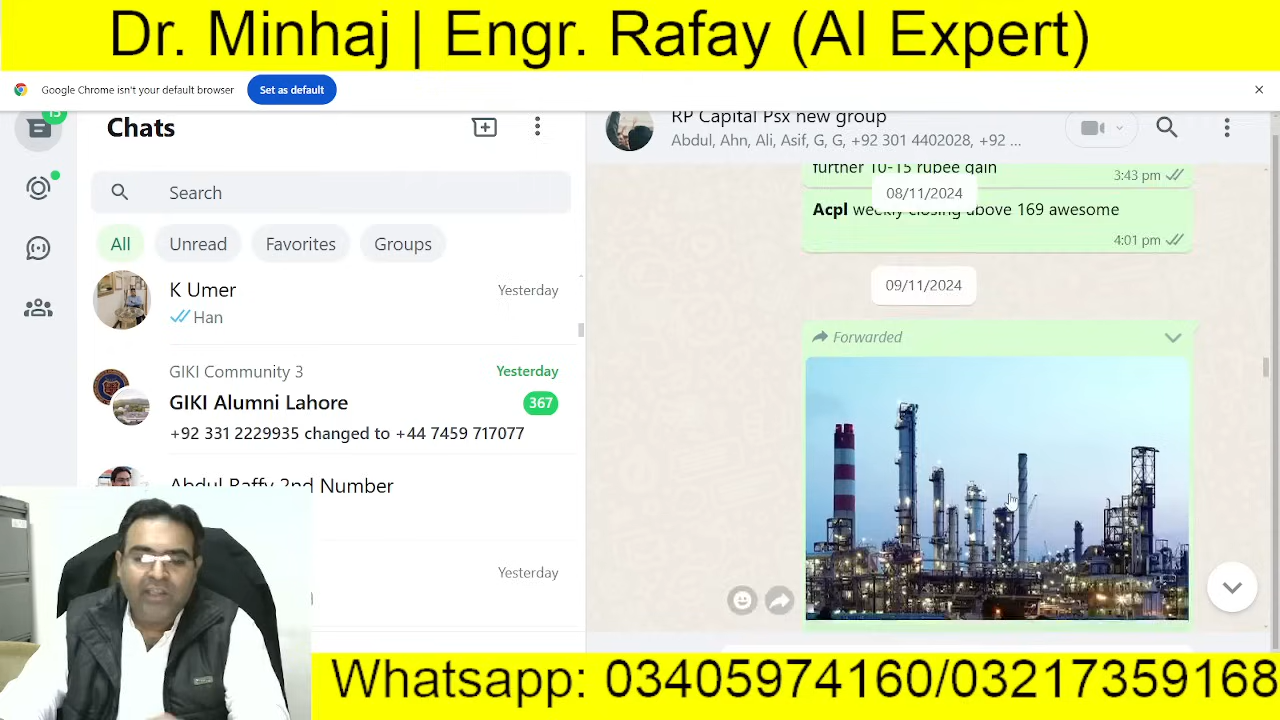 Dr. Minhaj | Engr. Rafay (AI Expert)
Google Chrome isn't your default browser
Set as default
15
Chats
Search
All
Unread
Favorites
Groups
K Umer
Yesterday
Han
GIKI Community 3
Yesterday
GIKI Alumni Lahore
367
+92 331 2229935 changed to +44 7459 717077
Abdul Raffy 2nd Number
Yesterday
RP Capital Psx new group
Abdul, Ahn, Ali, Asif, G, G, +92 301 4402028, +92 ...
further 10-15 rupee gain
3:43 pm
08/11/2024
Acpl weekly closing above 169 awesome
4:01 pm
09/11/2024
Forwarded
Whatsapp: 03405974160/03217359168